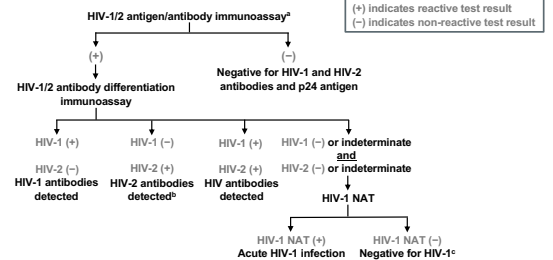 (+) indicates reactive test result
(−) indicates non-reactive test result
HIV-1/2 antigen/antibody immunoassayᵃ
(+)
(−)
HIV-1/2 antibody differentiation
immunoassay
Negative for HIV-1 and HIV-2
antibodies and p24 antigen
HIV-1 (+)
HIV-2 (−)
HIV-1 antibodies
detected
HIV-1 (−)
HIV-2 (+)
HIV-2 antibodies
detectedᵇ
HIV-1 (+)
HIV-2 (+)
HIV antibodies
detected
HIV-1 (−) or indeterminate
and
HIV-2 (−) or indeterminate
HIV-1 NAT
HIV-1 NAT (+)
Acute HIV-1 infection
HIV-1 NAT (−)
Negative for HIV-1ᶜ